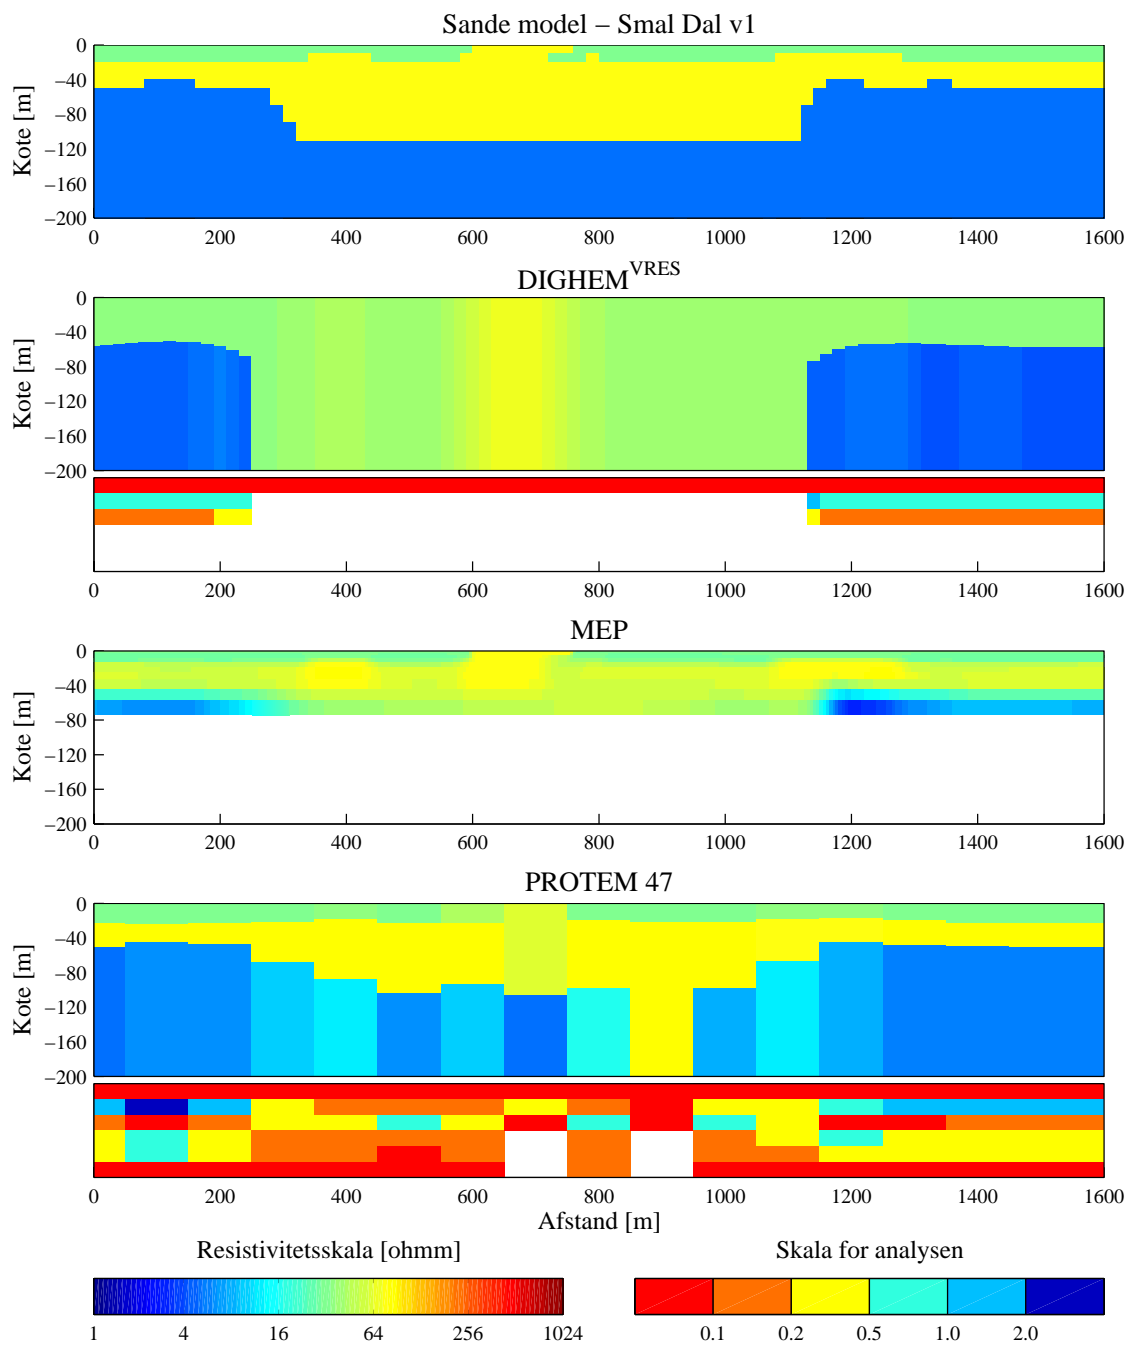 Sande model – Smal Dal v1
0
−40
−80
−120
−160
−200
Kote [m]
0 200 400 600 800 1000 1200 1400 1600
DIGHEM^VRES
0
−40
−80
−120
−160
−200
Kote [m]
0 200 400 600 800 1000 1200 1400 1600
MEP
0
−40
−80
−120
−160
−200
Kote [m]
0 200 400 600 800 1000 1200 1400 1600
PROTEM 47
0
−40
−80
−120
−160
−200
Kote [m]
0 200 400 600 800 1000 1200 1400 1600
Afstand [m]
Resistivitetsskala [ohmm]
1 4 16 64 256 1024
Skala for analysen
0.1 0.2 0.5 1.0 2.0